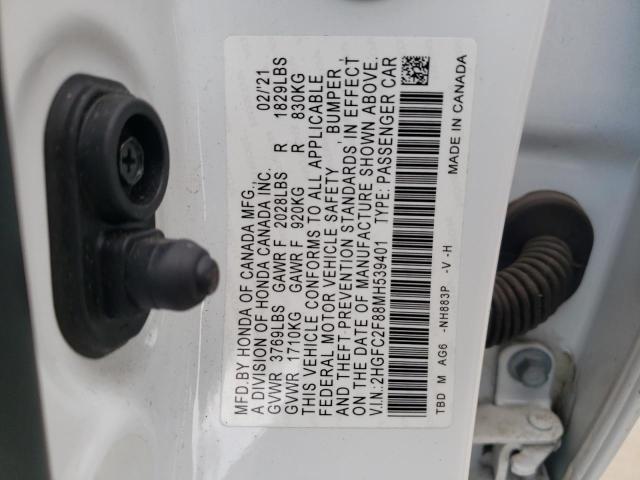 MFD.BY HONDA OF CANADA MFG. 02/'21
A DIVISION OF HONDA CANADA INC.
GVWR 3769LBS GAWR F 2028LBS R 1829LBS
GVWR 1710KG GAWR F 920KG R 830KG
THIS VEHICLE CONFORMS TO ALL APPLICABLE
FEDERAL MOTOR VEHICLE SAFETY, BUMPER,
AND THEFT-PREVENTION STANDARDS IN EFFECT
ON THE DATE OF MANUFACTURE SHOWN ABOVE.
V.I.N.:2HGFC2F88MH539401 TYPE: PASSENGER CAR
MADE IN CANADA
TBD M AG6 -NH883P -V -H